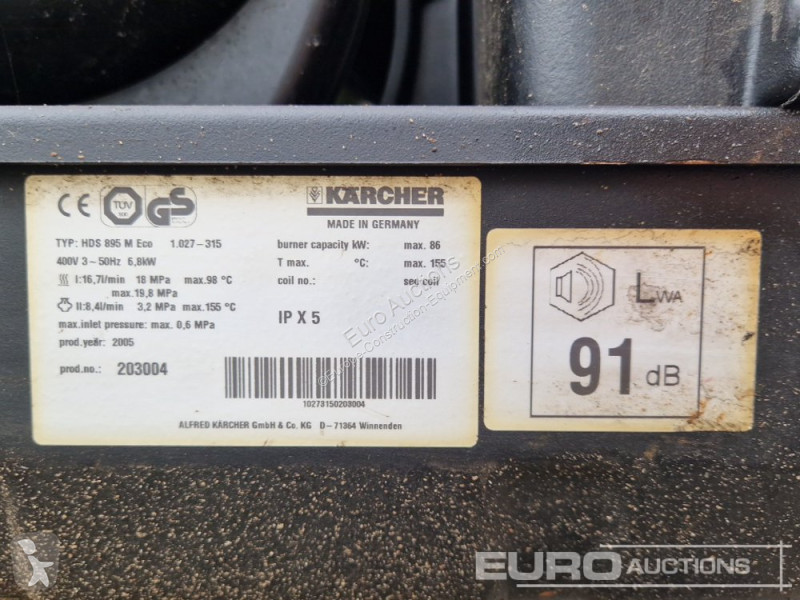 CE TÜV GS
KÄRCHER
MADE IN GERMANY
TYP: HDS 895 M Eco 1.027-315
400V 3~50Hz 6,8kW
I:16,7l/min 18 MPa max.98 °C
max.19,8 MPa
II:8,4l/min 3,2 MPa max.155 °C
max.inlet pressure: max. 0,6 MPa
prod.year: 2005
prod.no.: 203004
burner capacity kW: max. 86
T max. °C: max. 155
coil no.: see coil
IP X 5
10273150203004
ALFRED KÄRCHER GmbH & Co. KG D-71364 Winnenden
LWA
91 dB
Euro Auctions
©Europe-Construction-Equipment.com
EURO AUCTIONS